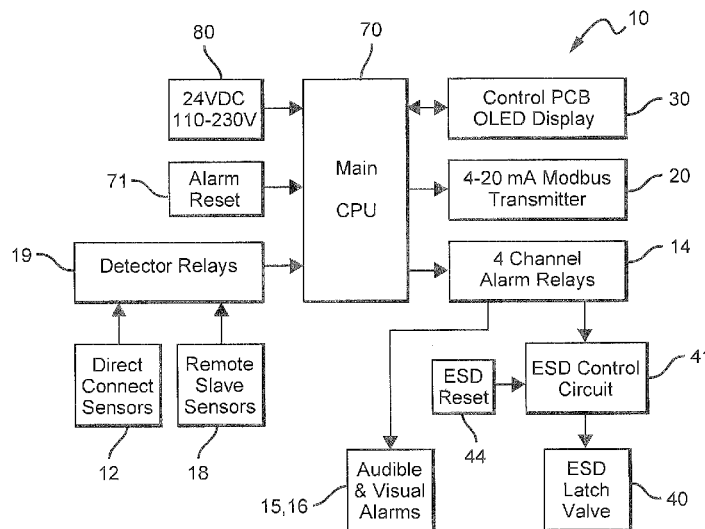 10
80
70
24VDC
110-230V
Control PCB
OLED Display
30
71
Alarm
Reset
Main
CPU
4-20 mA Modbus
Transmitter
20
19
Detector Relays
4 Channel
Alarm Relays
14
Direct
Connect
Sensors
Remote
Slave
Sensors
ESD
Reset
ESD Control
Circuit
41
12
18
44
15,16
Audible
& Visual
Alarms
ESD
Latch
Valve
40